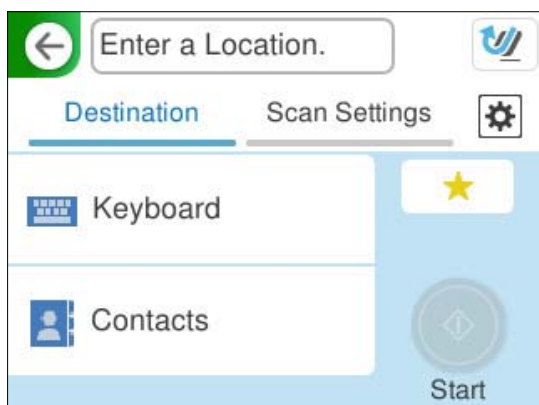 Enter a Location.
Destination
Scan Settings
Keyboard
Contacts
Start